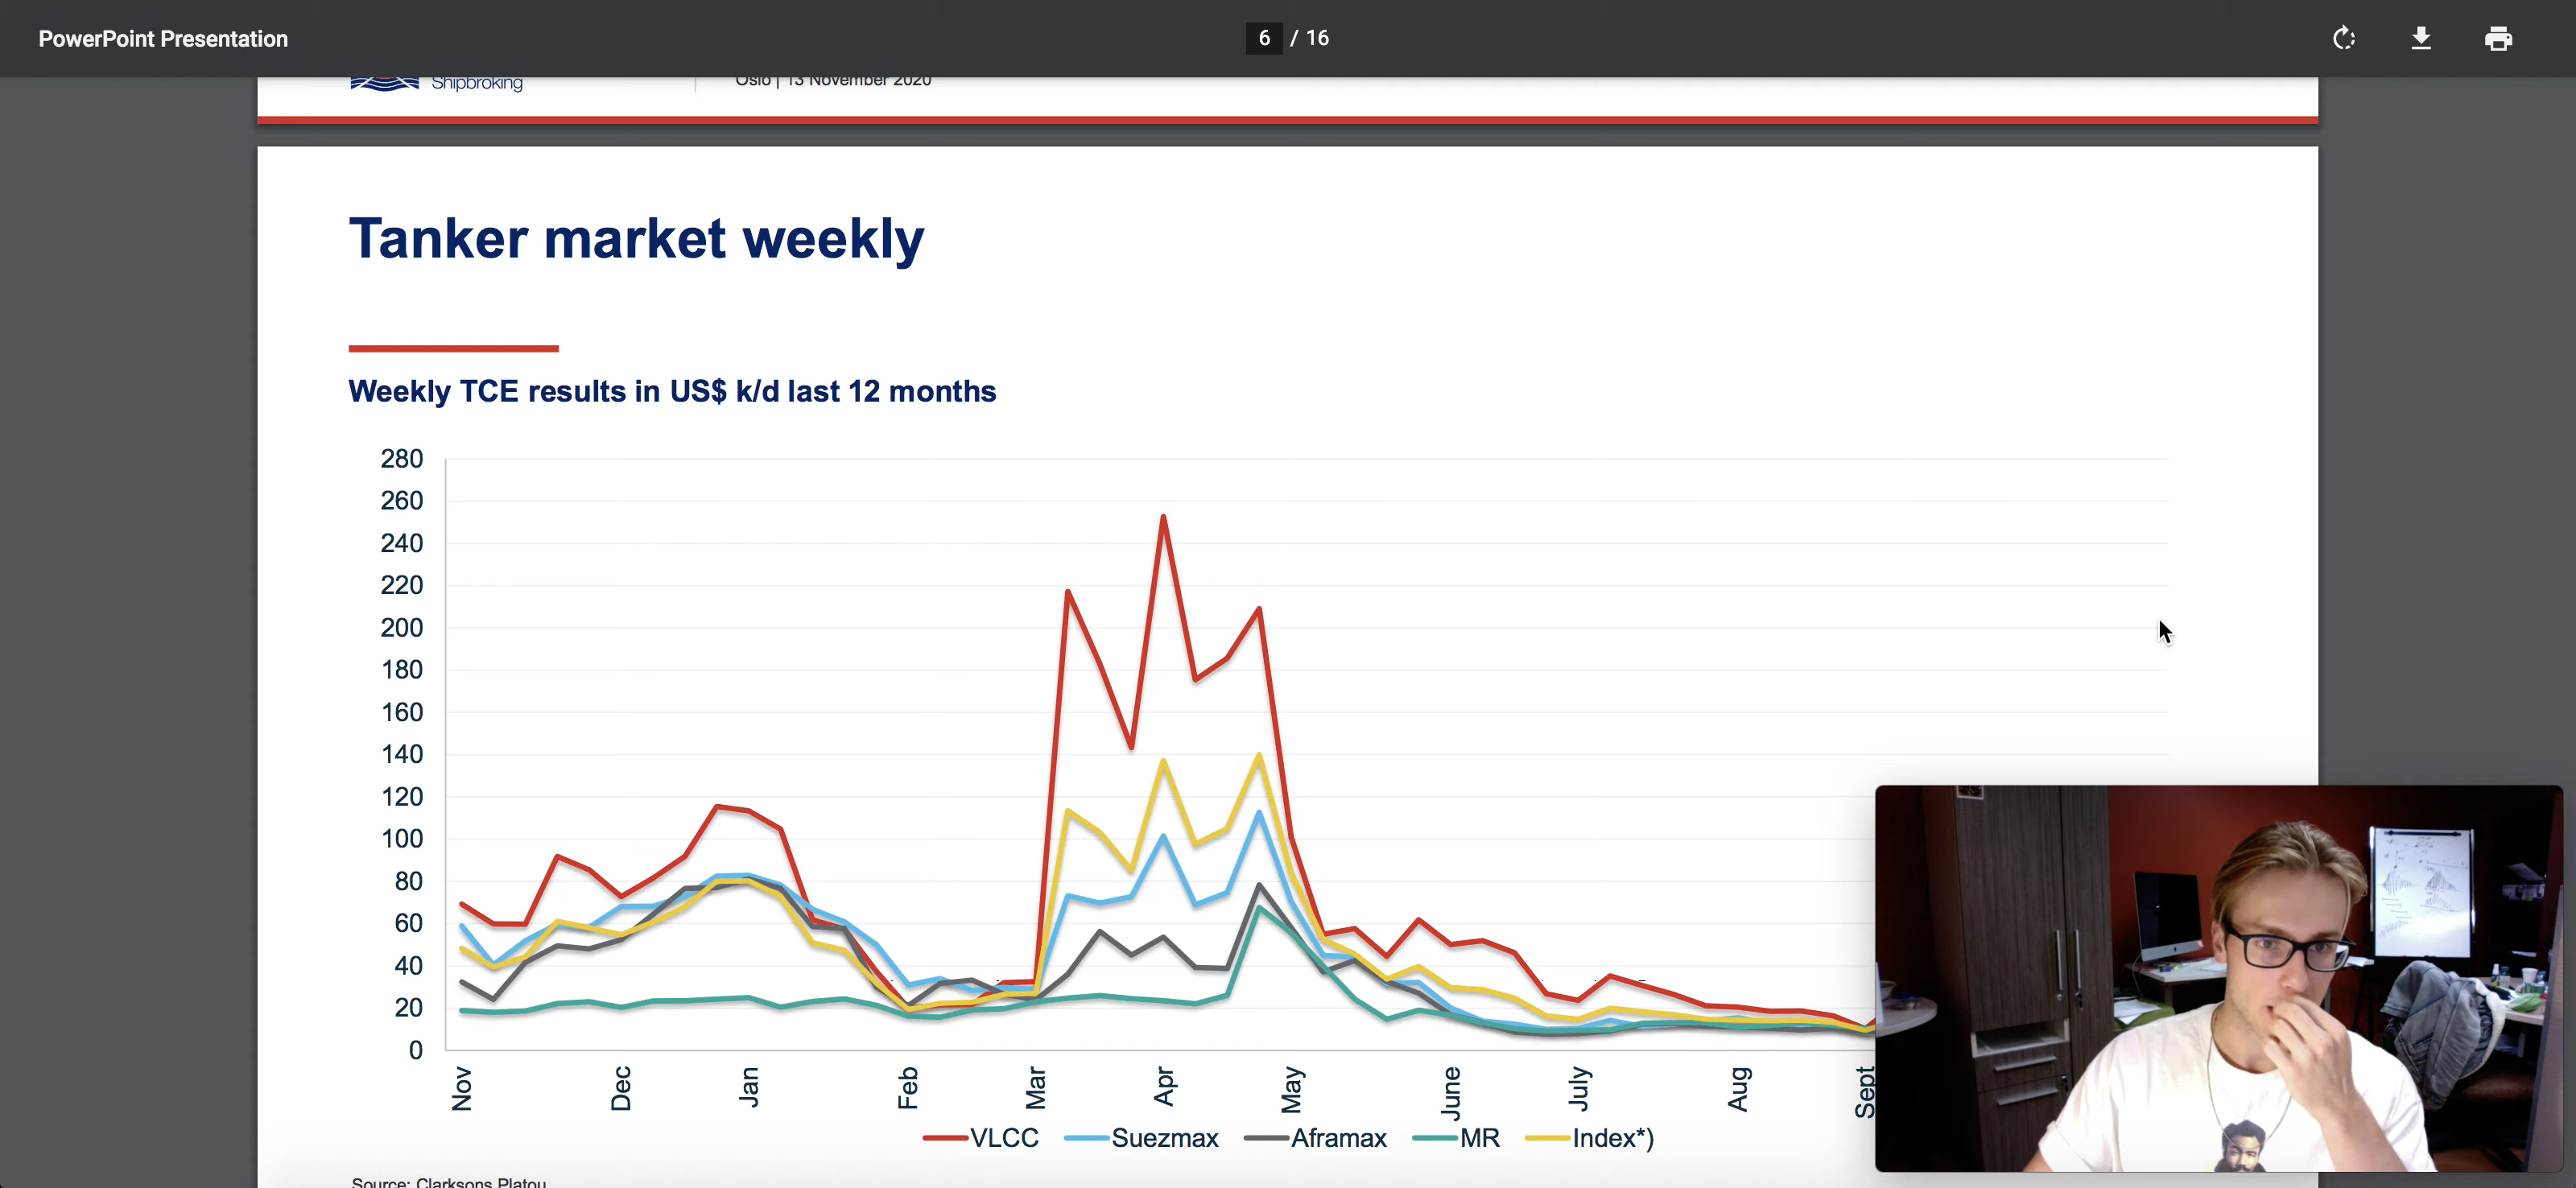 PowerPoint Presentation
6 / 16
Shipbroking
Oslo | 13 November 2020
Tanker market weekly
Weekly TCE results in US$ k/d last 12 months
280
260
240
220
200
180
160
140
120
100
80
60
40
20
0
Nov Dec Jan Feb Mar Apr May June July Aug Sept
VLCC Suezmax Aframax MR Index*)
Source: Clarksons Platou